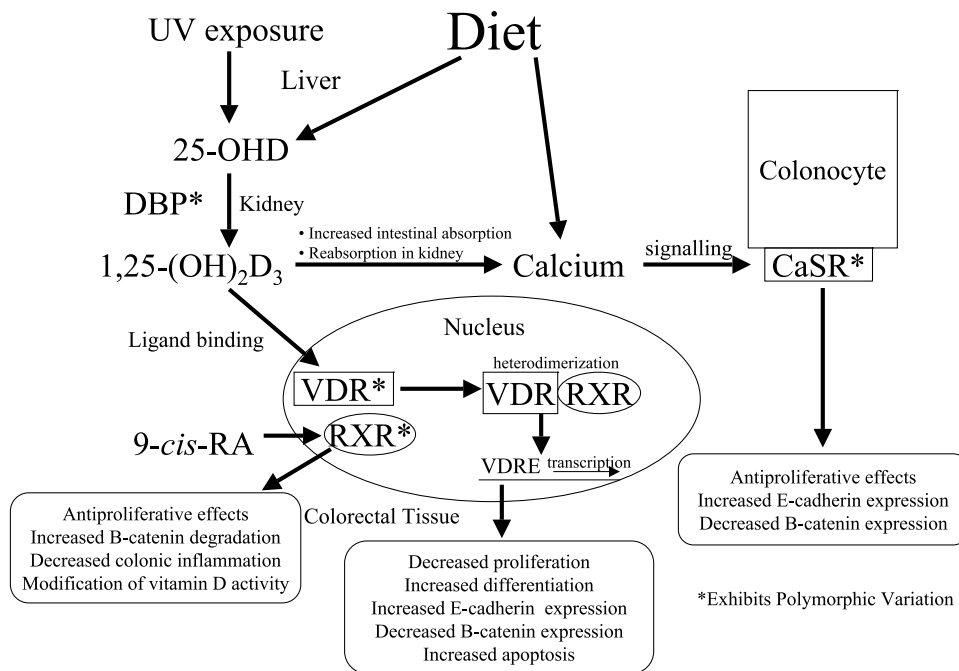 UV exposure
Diet
Liver
25-OHD
Colonocyte
DBP*
Kidney
• Increased intestinal absorption
• Reabsorption in kidney
1,25-(OH)₂D₃
Calcium
signalling
CaSR*
Ligand binding
Nucleus
heterodimerization
VDR*
VDR
RXR
9-cis-RA
RXR*
VDRE
transcription
Colorectal Tissue
Antiproliferative effects
Increased B-catenin degradation
Decreased colonic inflammation
Modification of vitamin D activity
Decreased proliferation
Increased differentiation
Increased E-cadherin expression
Decreased B-catenin expression
Increased apoptosis
Antiproliferative effects
Increased E-cadherin expression
Decreased B-catenin expression
*Exhibits Polymorphic Variation